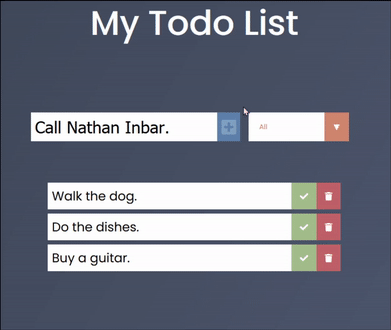 My Todo List
Call Nathan Inbar.
All
Walk the dog.
Do the dishes.
Buy a guitar.